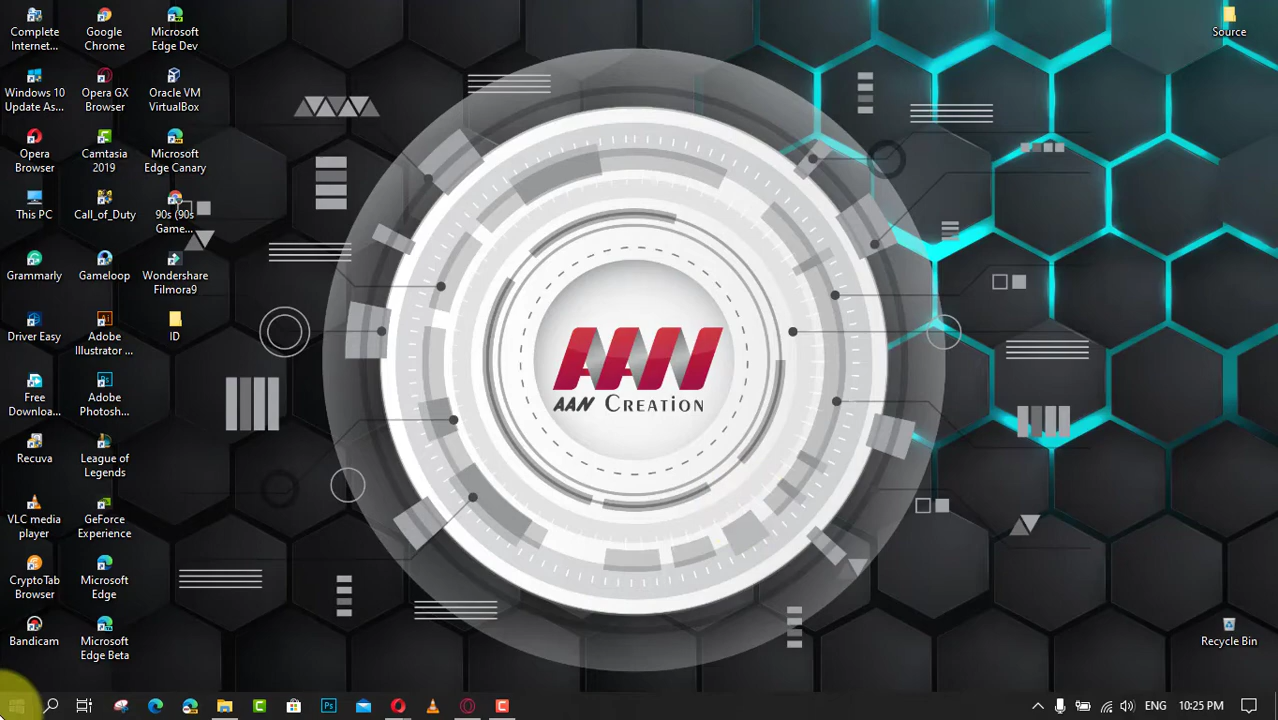 Complete
Internet...
Google
Chrome
Microsoft
Edge Dev
Source
Windows 10
Update As...
Opera GX
Browser
Oracle VM
VirtualBox
Opera
Browser
Camtasia
2019
Microsoft
Edge Canary
This PC
Call_of_Duty
90s (90s
Game...
Grammarly
Gameloop
Wondershare
Filmora9
Driver Easy
Adobe
Illustrator ...
ID
Free
Downloa...
Adobe
Photosh...
Recuva
League of
Legends
VLC media
player
GeForce
Experience
CryptoTab
Browser
Microsoft
Edge
Bandicam
Microsoft
Edge Beta
Recycle Bin
AAN
AAN CREATiON
Ps
ENG
10:25 PM